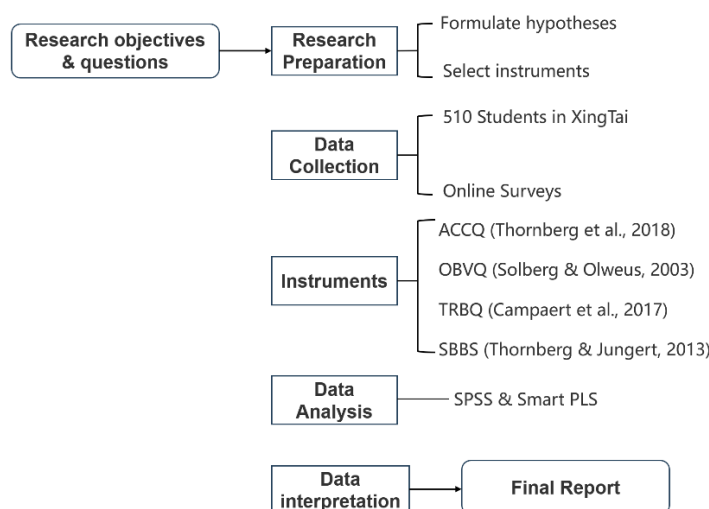 Research objectives
& questions
Research
Preparation
Formulate hypotheses
Select instruments
Data
Collection
510 Students in XingTai
Online Surveys
Instruments
ACCQ (Thornberg et al., 2018)
OBVQ (Solberg & Olweus, 2003)
TRBQ (Campaert et al., 2017)
SBBS (Thornberg & Jungert, 2013)
Data
Analysis
SPSS & Smart PLS
Data
interpretation
Final Report